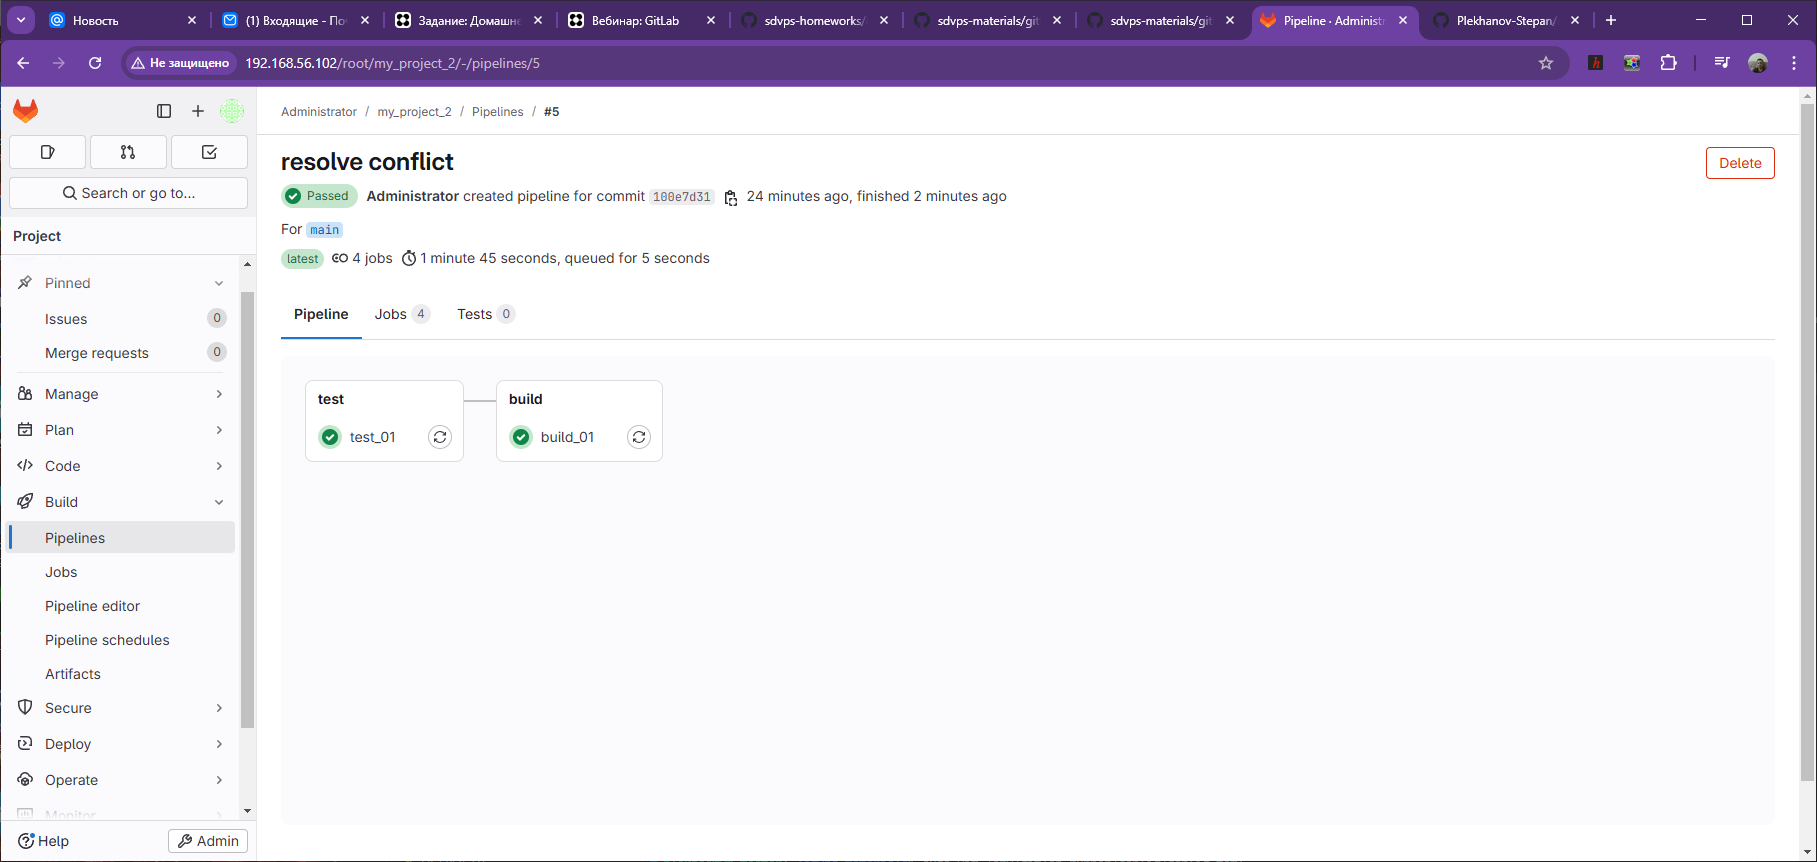 Новость
(1) Входящие - По
Задание: Домашне
Вебинар: GitLab
sdvps-homeworks/
sdvps-materials/git
sdvps-materials/git
Pipeline · Administr
Plekhanov-Stepan/
Не защищено
192.168.56.102/root/my_project_2/-/pipelines/5
Search or go to...
Project
Pinned
Issues 0
Merge requests 0
Manage
Plan
Code
Build
Pipelines
Jobs
Pipeline editor
Pipeline schedules
Artifacts
Secure
Deploy
Operate
Monitor
Help
Admin
Administrator / my_project_2 / Pipelines / #5
resolve conflict
Delete
Passed Administrator created pipeline for commit 100e7d31 24 minutes ago, finished 2 minutes ago
For main
latest 4 jobs 1 minute 45 seconds, queued for 5 seconds
Pipeline Jobs 4 Tests 0
test
test_01
build
build_01